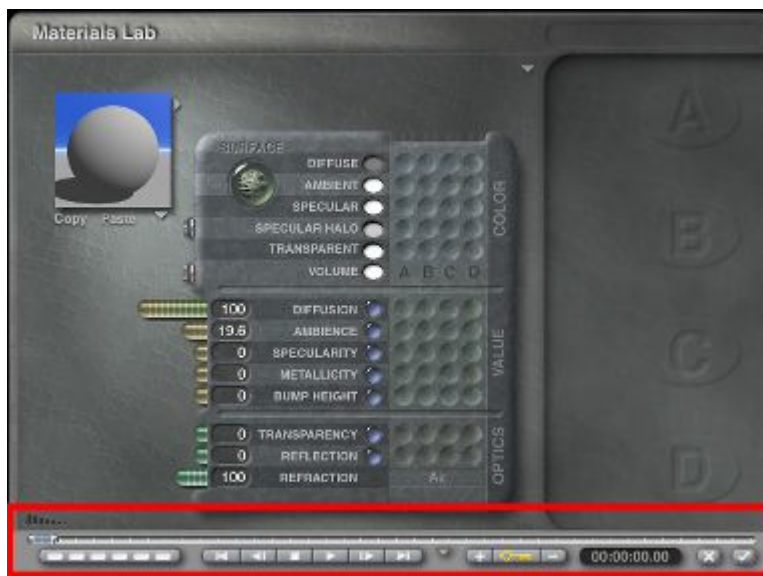 Materials Lab
Copy Paste
SURFACE
DIFFUSE
AMBIENT
SPECULAR
SPECULAR HALO
TRANSPARENT
VOLUME
A B C D
COLOR
100 DIFFUSION
19.6 AMBIENCE
0 SPECULARITY
0 METALLICITY
0 BUMP HEIGHT
VALUE
0 TRANSPARENCY
0 REFLECTION
100 REFRACTION
OPTICS
A
B
C
D
00:00:00.00